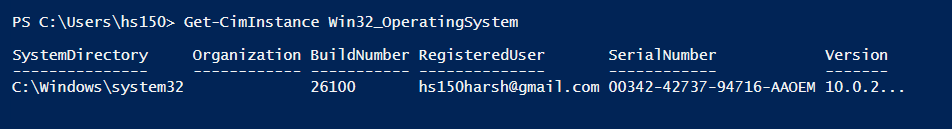 PS C:\Users\hs150> Get-CimInstance Win32_OperatingSystem
SystemDirectory Organization BuildNumber RegisteredUser SerialNumber Version
--------------- ------------ ----------- -------------- ------------ -------
C:\Windows\system32 26100 hs150harsh@gmail.com 00342-42737-94716-AAOEM 10.0.2...